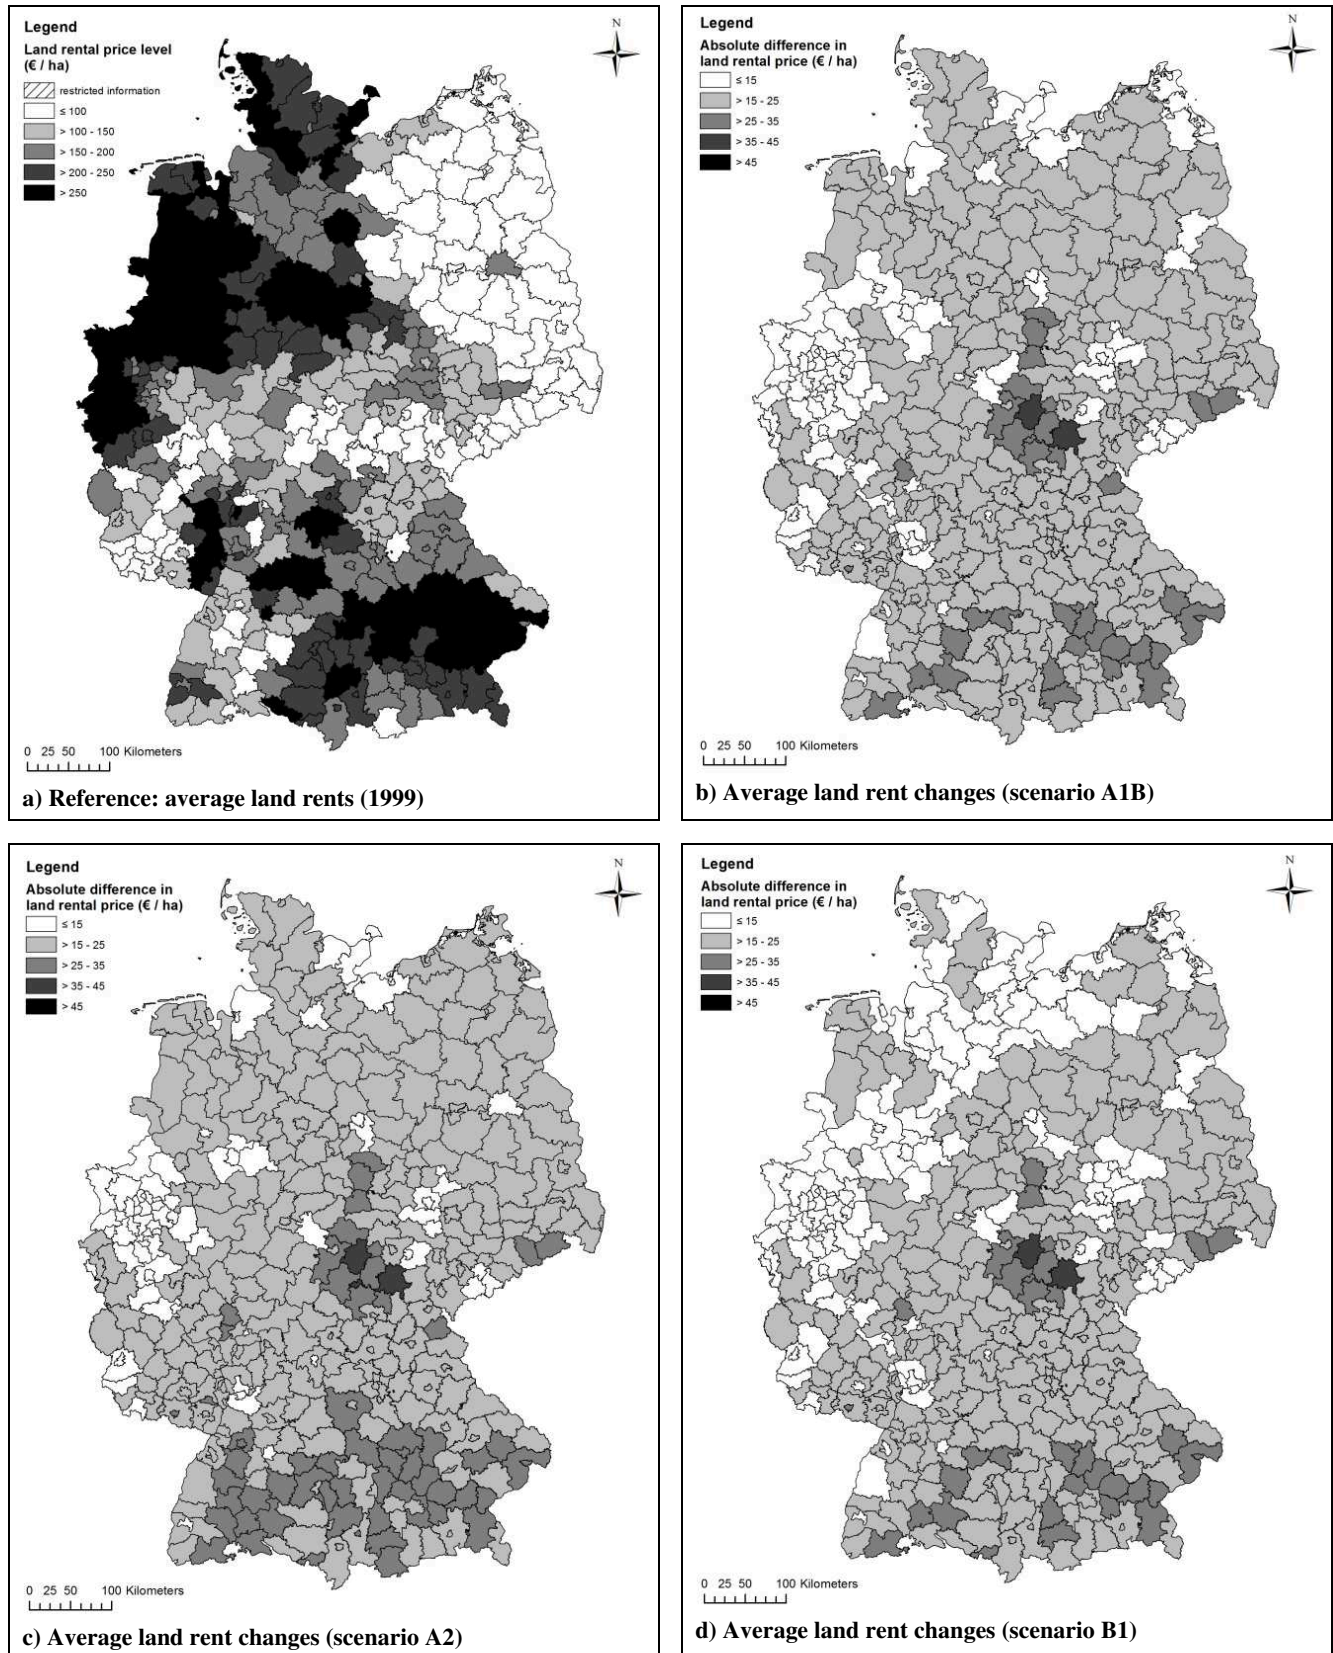 Legend
Land rental price level
(€ / ha)
restricted information
≤ 100
> 100 - 150
> 150 - 200
> 200 - 250
> 250
N
0 25 50 100 Kilometers
a) Reference: average land rents (1999)
Legend
Absolute difference in
land rental price (€ / ha)
≤ 15
> 15 - 25
> 25 - 35
> 35 - 45
> 45
N
0 25 50 100 Kilometers
b) Average land rent changes (scenario A1B)
Legend
Absolute difference in
land rental price (€ / ha)
≤ 15
> 15 - 25
> 25 - 35
> 35 - 45
> 45
N
0 25 50 100 Kilometers
c) Average land rent changes (scenario A2)
Legend
Absolute difference in
land rental price (€ / ha)
≤ 15
> 15 - 25
> 25 - 35
> 35 - 45
> 45
N
0 25 50 100 Kilometers
d) Average land rent changes (scenario B1)